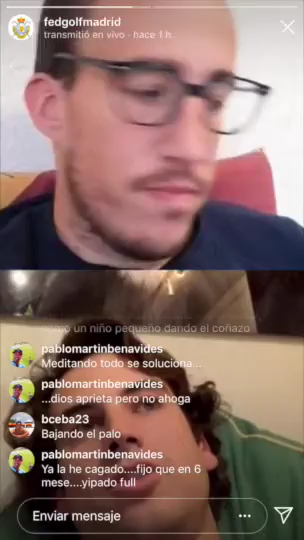 fedgolfmadrid
transmitió en vivo · hace 1 h
como un niño pequeño dando el coñazo
pablomartinbenavides
Meditando todo se soluciona...
pablomartinbenavides
...dios aprieta pero no ahoga
bceba23
Bajando el palo
pablomartinbenavides
Ya la he cagado....fijo que en 6
mese....yipado full
Enviar mensaje